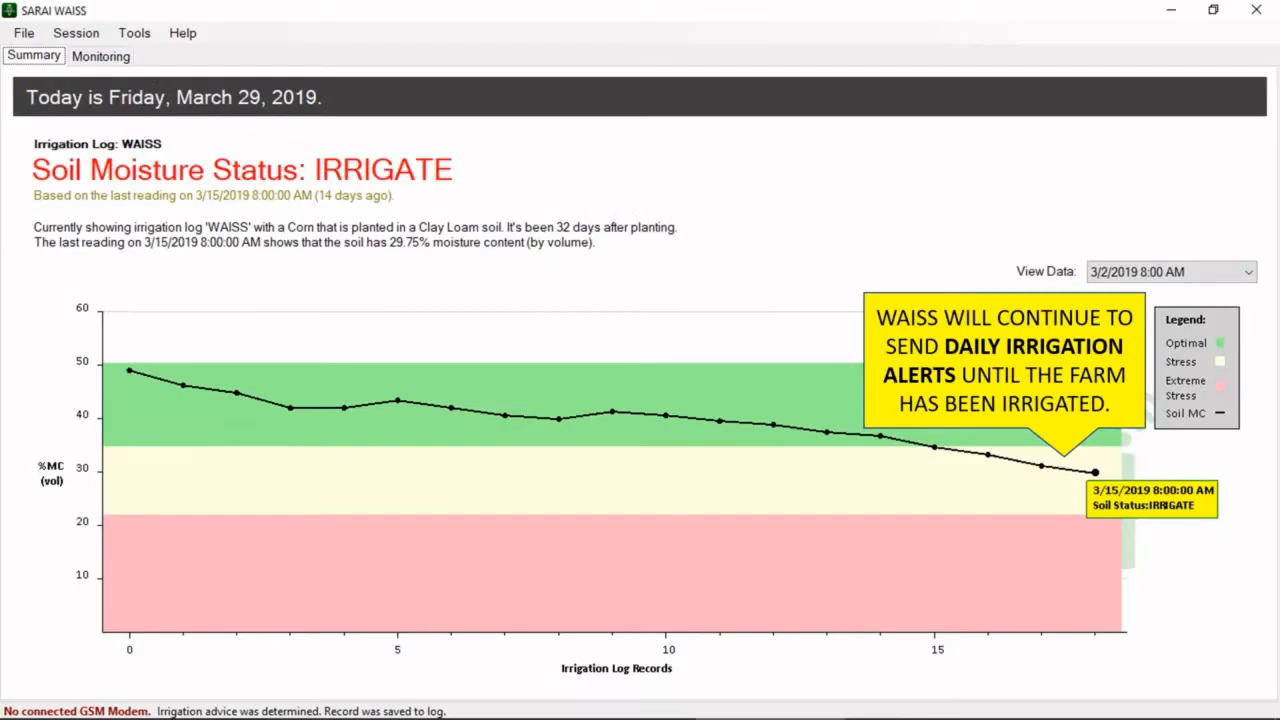 SARAI WAISS
File Session Tools Help
Summary Monitoring
Today is Friday, March 29, 2019.
Irrigation Log: WAISS
Soil Moisture Status: IRRIGATE
Based on the last reading on 3/15/2019 8:00:00 AM (14 days ago).
Currently showing irrigation log 'WAISS' with a Corn that is planted in a Clay Loam soil. It's been 32 days after planting.
The last reading on 3/15/2019 8:00:00 AM shows that the soil has 29.75% moisture content (by volume).
View Data: 3/2/2019 8:00 AM
WAISS WILL CONTINUE TO
SEND DAILY IRRIGATION
ALERTS UNTIL THE FARM
HAS BEEN IRRIGATED.
Legend:
Optimal
Stress
Extreme
Stress
Soil MC
60
50
40
30
20
10
%MC
(vol)
3/15/2019 8:00:00 AM
Soil Status:IRRIGATE
0 5 10 15
Irrigation Log Records
No connected GSM Modem. Irrigation advice was determined. Record was saved to log.